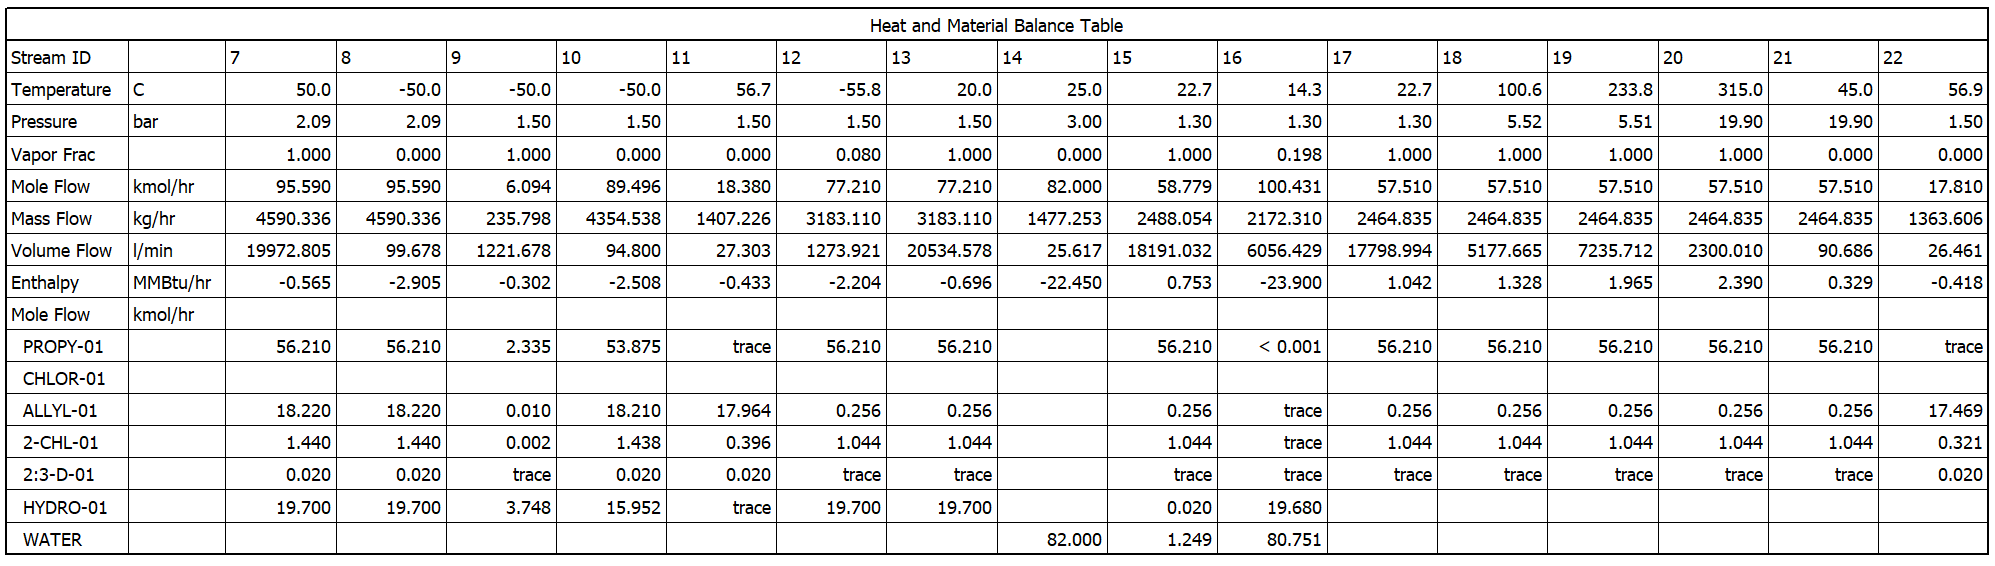 Heat and Material Balance Table
Stream ID 7 8 9 10 11 12 13 14 15 16 17 18 19 20 21 22
Temperature C 50.0 -50.0 -50.0 -50.0 56.7 -55.8 20.0 25.0 22.7 14.3 22.7 100.6 233.8 315.0 45.0 56.9
Pressure bar 2.09 2.09 1.50 1.50 1.50 1.50 1.50 3.00 1.30 1.30 1.30 5.52 5.51 19.90 19.90 1.50
Vapor Frac 1.000 0.000 1.000 0.000 0.000 0.080 1.000 0.000 1.000 0.198 1.000 1.000 1.000 1.000 0.000 0.000
Mole Flow kmol/hr 95.590 95.590 6.094 89.496 18.380 77.210 77.210 82.000 58.779 100.431 57.510 57.510 57.510 57.510 57.510 17.810
Mass Flow kg/hr 4590.336 4590.336 235.798 4354.538 1407.226 3183.110 3183.110 1477.253 2488.054 2172.310 2464.835 2464.835 2464.835 2464.835 2464.835 1363.606
Volume Flow l/min 19972.805 99.678 1221.678 94.800 27.303 1273.921 20534.578 25.617 18191.032 6056.429 17798.994 5177.665 7235.712 2300.010 90.686 26.461
Enthalpy MMBtu/hr -0.565 -2.905 -0.302 -2.508 -0.433 -2.204 -0.696 -22.450 0.753 -23.900 1.042 1.328 1.965 2.390 0.329 -0.418
Mole Flow kmol/hr
PROPY-01 56.210 56.210 2.335 53.875 trace 56.210 56.210 56.210 < 0.001 56.210 56.210 56.210 56.210 56.210 trace
CHLOR-01
ALLYL-01 18.220 18.220 0.010 18.210 17.964 0.256 0.256 0.256 trace 0.256 0.256 0.256 0.256 0.256 17.469
2-CHL-01 1.440 1.440 0.002 1.438 0.396 1.044 1.044 1.044 trace 1.044 1.044 1.044 1.044 1.044 0.321
2:3-D-01 0.020 0.020 trace 0.020 0.020 trace trace trace trace trace trace trace trace trace 0.020
HYDRO-01 19.700 19.700 3.748 15.952 trace 19.700 19.700 0.020 19.680
WATER 82.000 1.249 80.751